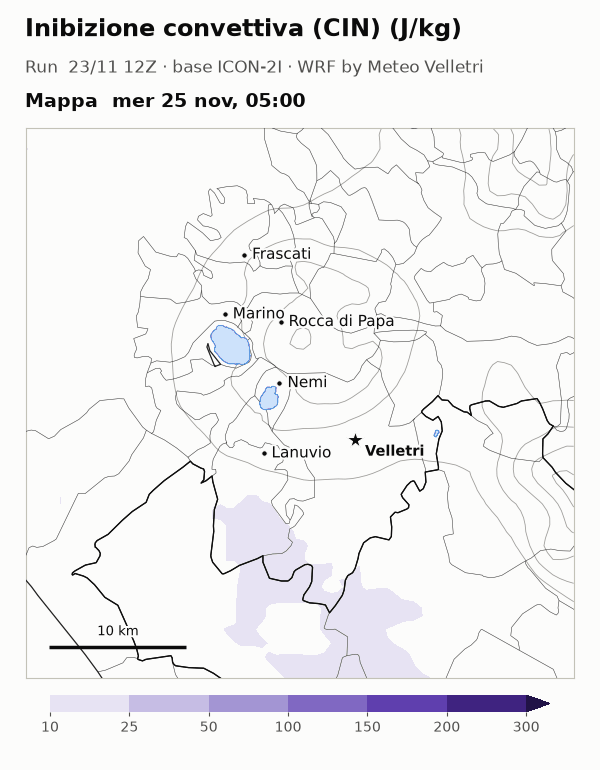 Inibizione convettiva (CIN) (J/kg)
Run  23/11 12Z · base ICON-2I · WRF by Meteo Velletri
Mappa  mer 25 nov, 05:00
Frascati
Marino
Rocca di Papa
Nemi
Velletri
Lanuvio
10 km
10 25 50 100 150 200 300